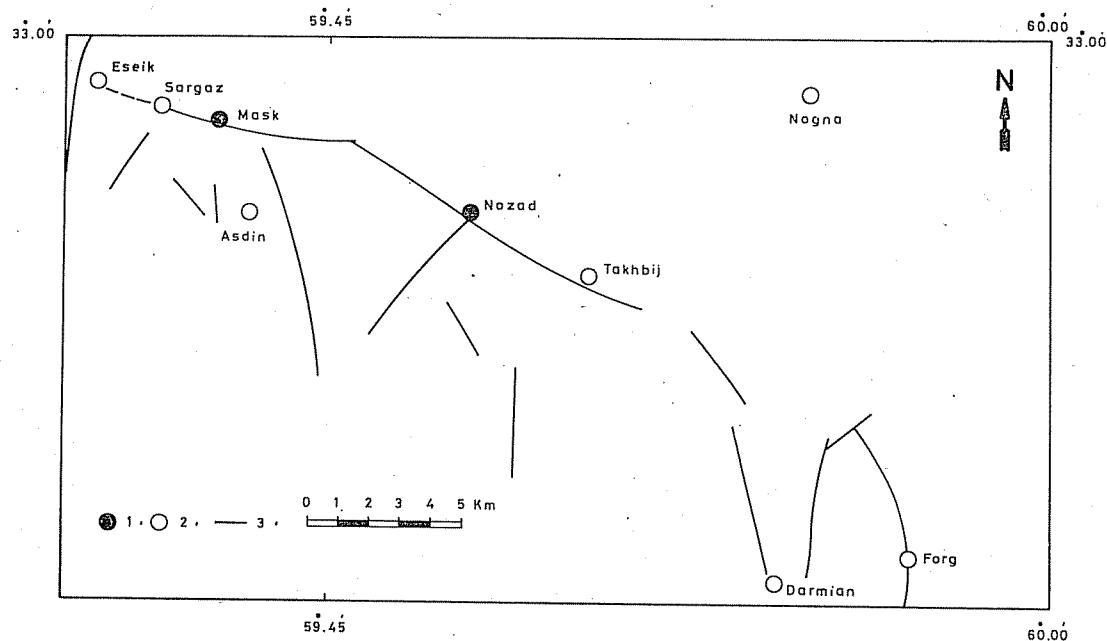 59.45′ 60.00′
33.00′ 33.00′
Eseik
Sargaz
Mask
N
Nogna
Nozad
Asdin
Takhbij
0 1 2 3 4 5 Km
1 , 2 , 3 ,
Forg
Darmian
59.45′ 60.00′